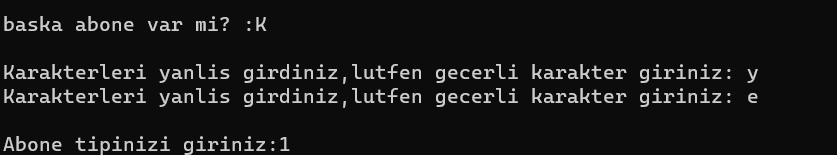 baska abone var mi? :K
Karakterleri yanlis girdiniz,lutfen gecerli karakter giriniz: y
Karakterleri yanlis girdiniz,lutfen gecerli karakter giriniz: e
Abone tipinizi giriniz:1